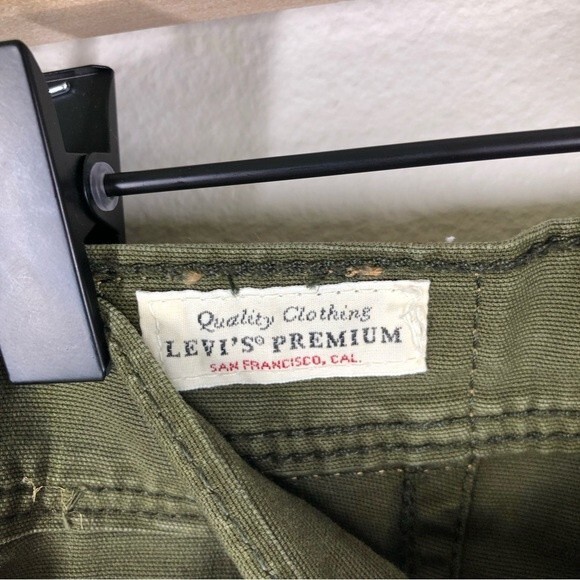 Quality Clothing
LEVI'S® PREMIUM
SAN FRANCISCO, CAL.